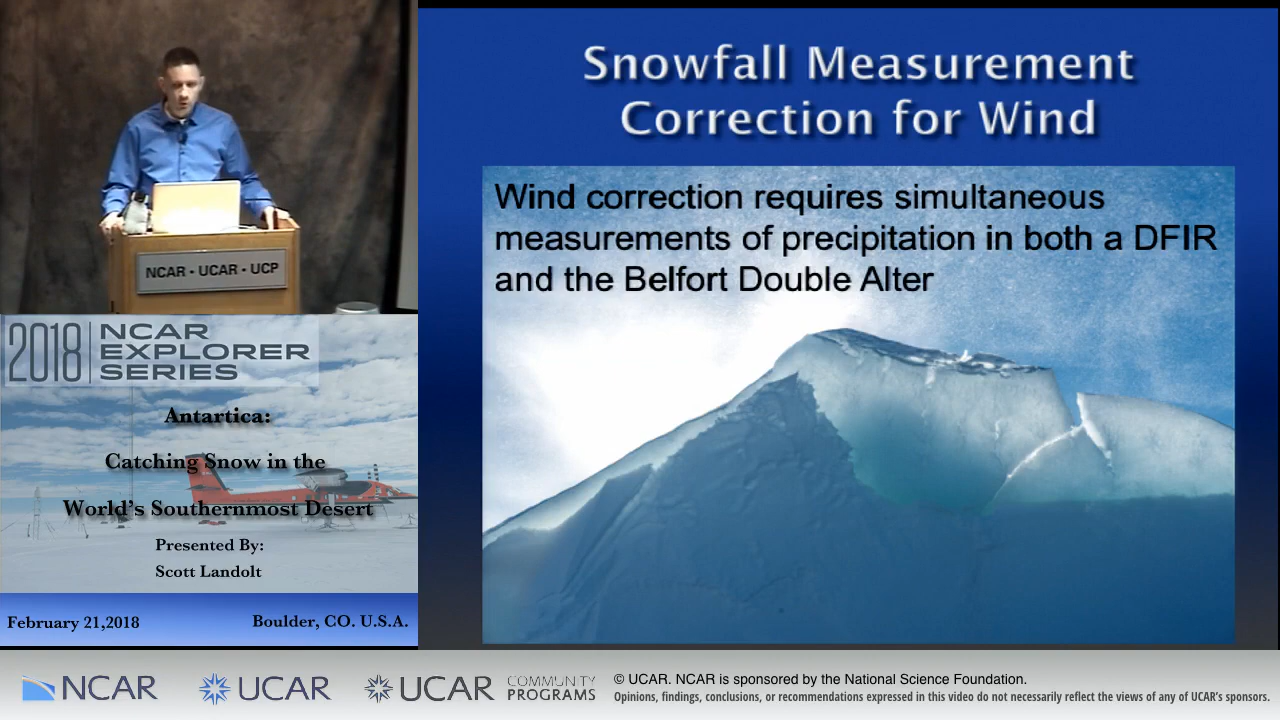 Snowfall Measurement
Correction for Wind
Wind correction requires simultaneous
measurements of precipitation in both a DFIR
and the Belfort Double Alter
NCAR • UCAR • UCP
2018 NCAR
EXPLORER
SERIES
Antartica:
Catching Snow in the
World's Southernmost Desert
Presented By:
Scott Landolt
February 21,2018
Boulder, CO. U.S.A.
NCAR
UCAR
UCAR
COMMUNITY
PROGRAMS
© UCAR. NCAR is sponsored by the National Science Foundation.
Opinions, findings, conclusions, or recommendations expressed in this video do not necessarily reflect the views of any of UCAR's sponsors.